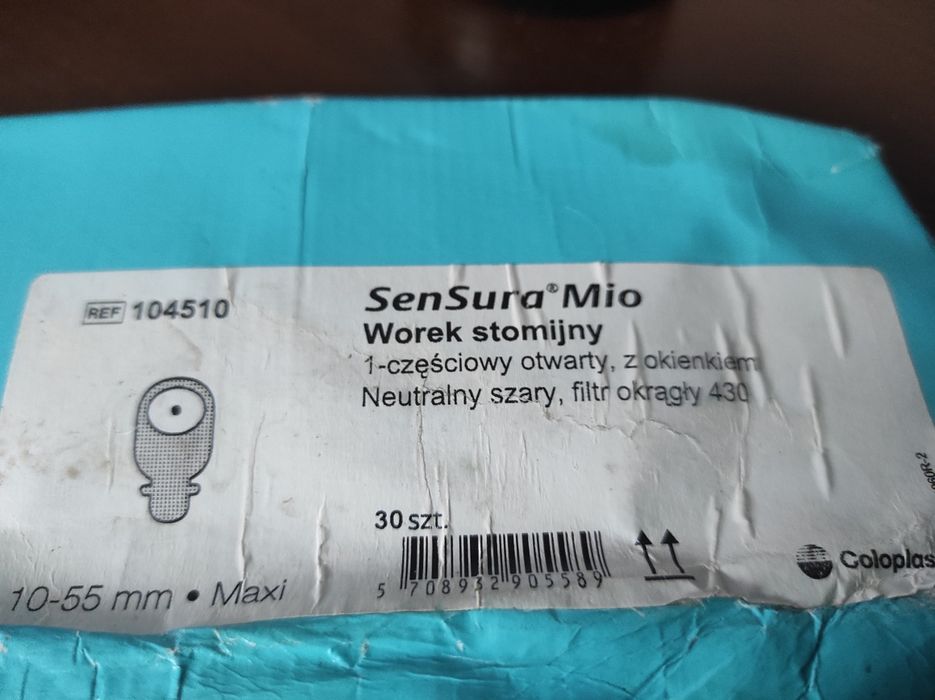 REF 104510
SenSura® Mio
Worek stomijny
1-częściowy otwarty, z okienkiem
Neutralny szary, filtr okrągły 430
30 szt.
5 708932 905589
10-55 mm • Maxi
Coloplas